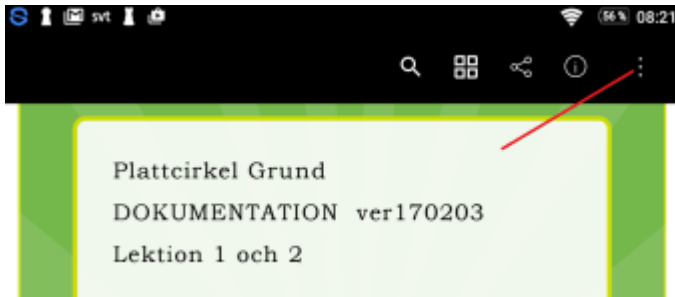 svt 56% 08:21
Plattcirkel Grund
DOKUMENTATION ver170203
Lektion 1 och 2